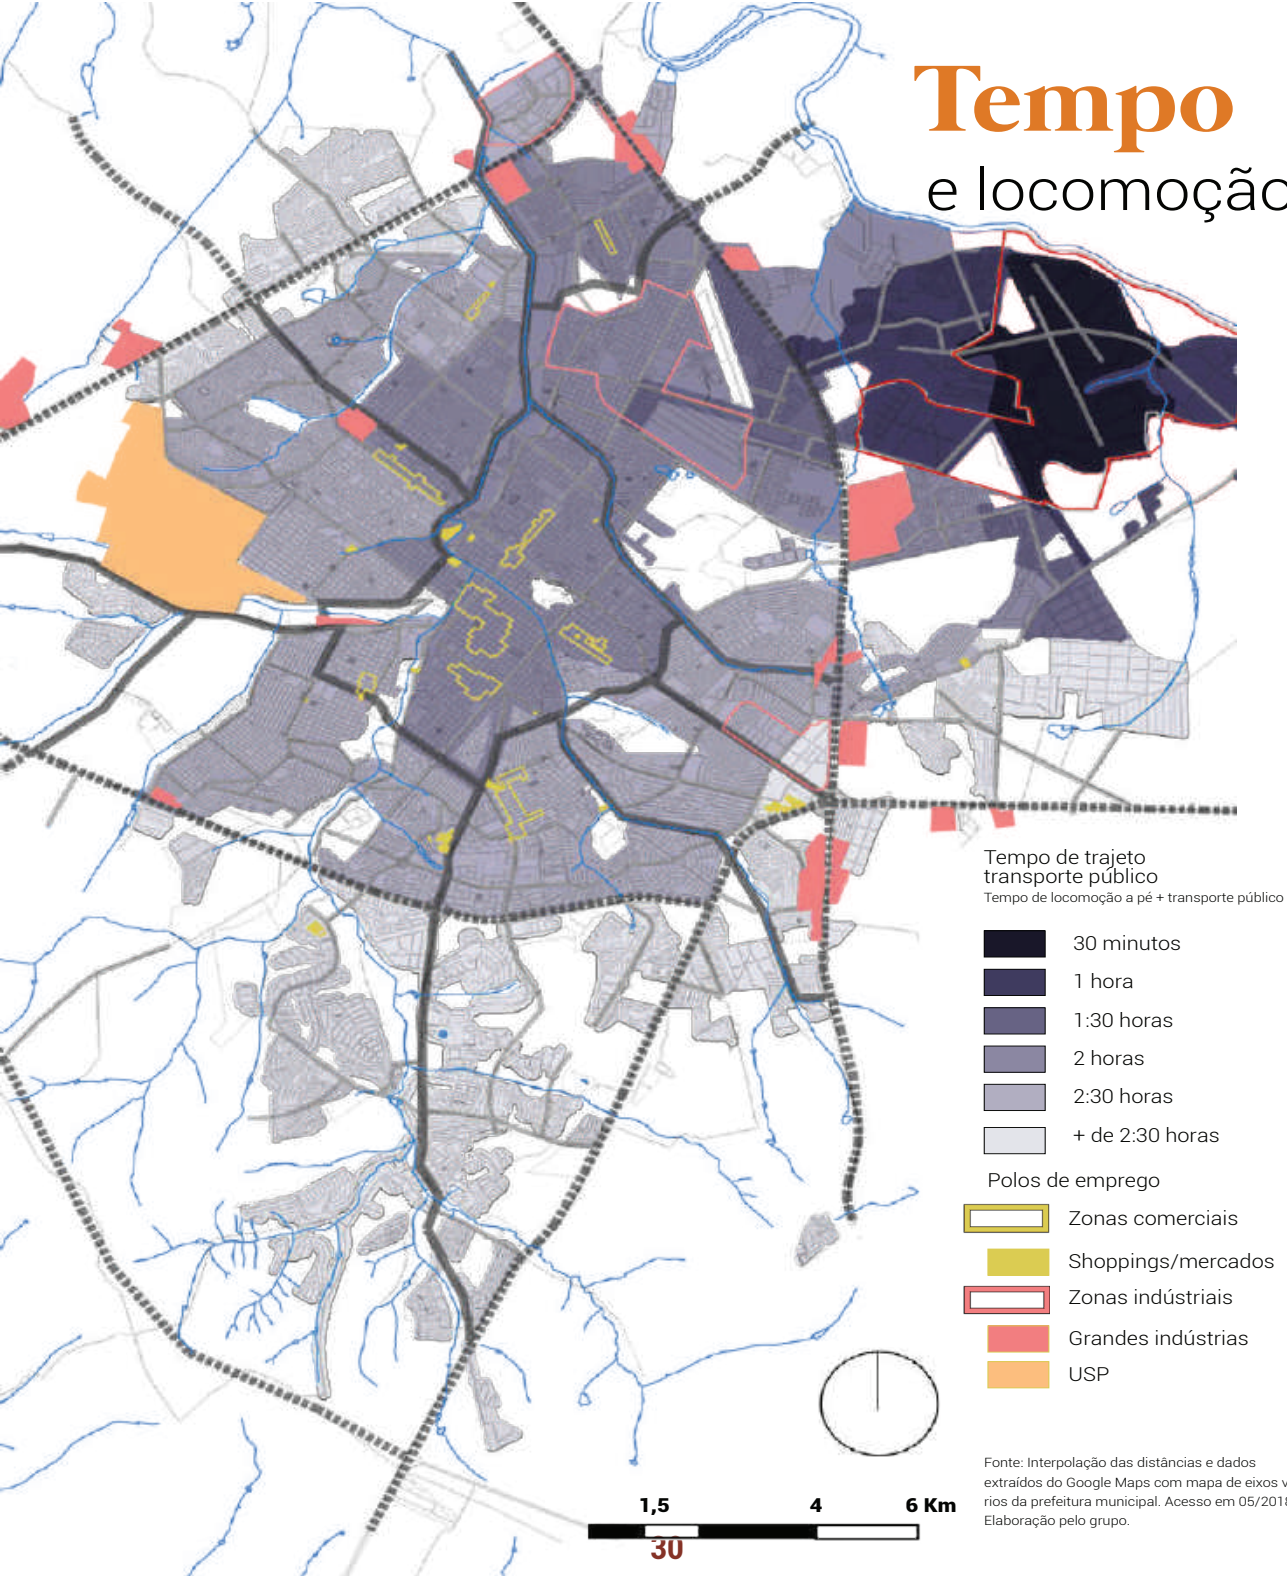 Tempo
e locomoção
Tempo de trajeto
transporte público
Tempo de locomoção a pé + transporte público
30 minutos
1 hora
1:30 horas
2 horas
2:30 horas
+ de 2:30 horas
Polos de emprego
Zonas comerciais
Shoppings/mercados
Zonas indústriais
Grandes indústrias
USP
Fonte: Interpolação das distâncias e dados
extraídos do Google Maps com mapa de eixos v
rios da prefeitura municipal. Acesso em 05/2018
Elaboração pelo grupo.
1,5 4 6 Km
30